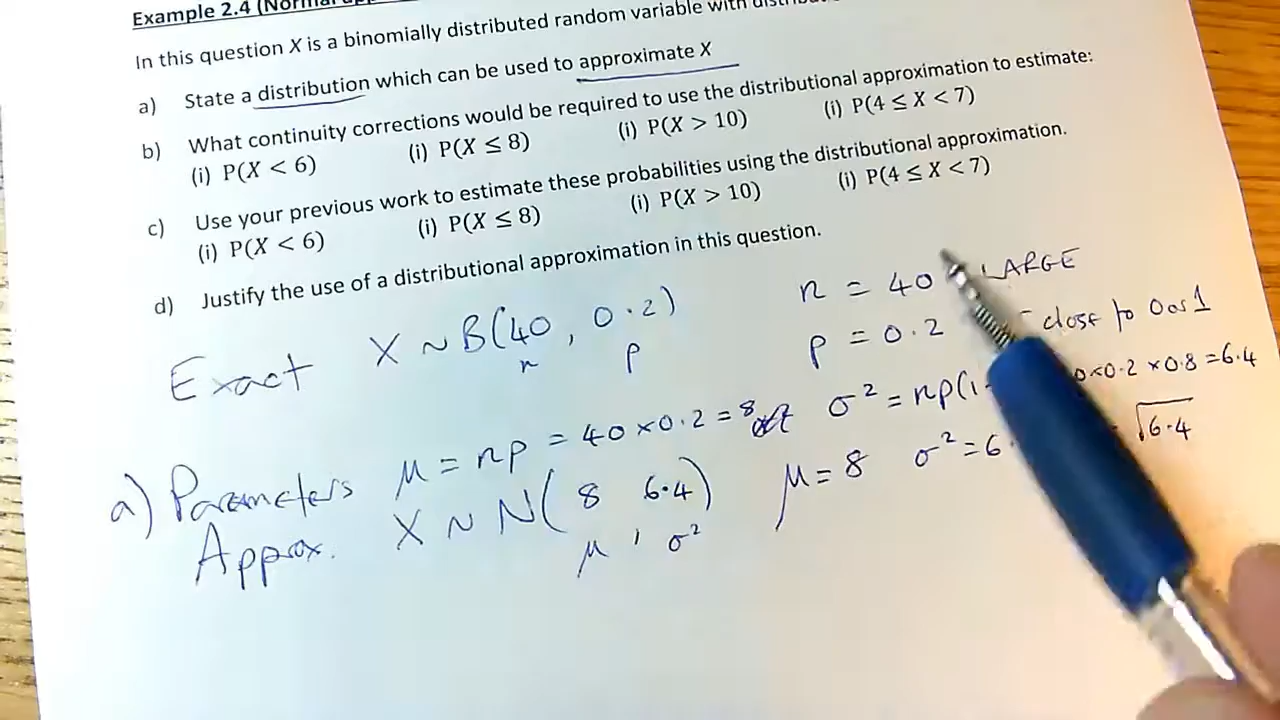 Example 2.4 (Normal
In this question X is a binomially distributed random variable with
a) State a distribution which can be used to approximate X
b) What continuity corrections would be required to use the distributional approximation to estimate:
(i) P(X < 6) (i) P(X ≤ 8) (i) P(X > 10) (i) P(4 ≤ X < 7)
c) Use your previous work to estimate these probabilities using the distributional approximation.
(i) P(X < 6) (i) P(X ≤ 8) (i) P(X > 10) (i) P(4 ≤ X < 7)
d) Justify the use of a distributional approximation in this question.
Exact X ~ B(40, 0.2) n = 40 LARGE
n p p = 0.2 close to 0 or 1
a) Parameters μ = np = 40 × 0.2 = 8 σ² = np(1- 0×0.2 ×0.8 = 6.4
Approx. X ~ N(8 6.4) μ = 8 σ² = 6. √6.4
μ , σ²